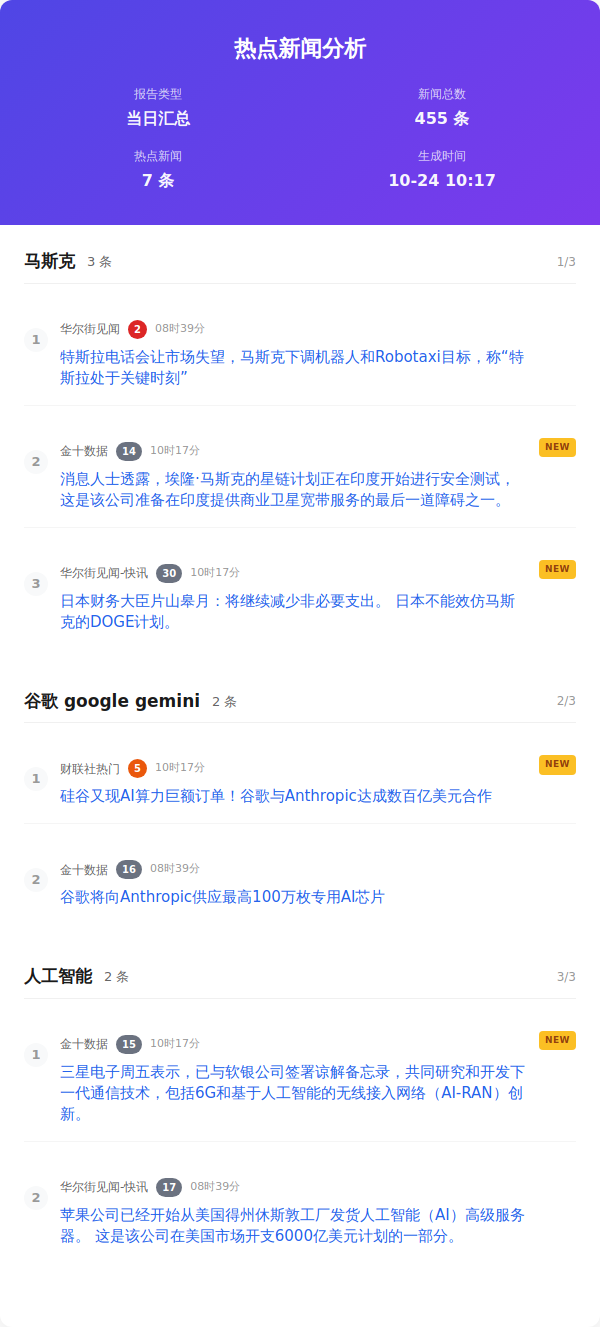 热点新闻分析
报告类型
当日汇总
新闻总数
455 条
热点新闻
7 条
生成时间
10-24 10:17
马斯克 3 条 1/3
1
华尔街见闻 2 08时39分
特斯拉电话会让市场失望，马斯克下调机器人和Robotaxi目标，称“特
斯拉处于关键时刻”
2
金十数据 14 10时17分 NEW
消息人士透露，埃隆·马斯克的星链计划正在印度开始进行安全测试，
这是该公司准备在印度提供商业卫星宽带服务的最后一道障碍之一。
3
华尔街见闻-快讯 30 10时17分 NEW
日本财务大臣片山皋月：将继续减少非必要支出。 日本不能效仿马斯
克的DOGE计划。
谷歌 google gemini 2 条 2/3
1
财联社热门 5 10时17分 NEW
硅谷又现AI算力巨额订单！谷歌与Anthropic达成数百亿美元合作
2
金十数据 16 08时39分
谷歌将向Anthropic供应最高100万枚专用AI芯片
人工智能 2 条 3/3
1
金十数据 15 10时17分 NEW
三星电子周五表示，已与软银公司签署谅解备忘录，共同研究和开发下
一代通信技术，包括6G和基于人工智能的无线接入网络（AI-RAN）创
新。
2
华尔街见闻-快讯 17 08时39分
苹果公司已经开始从美国得州休斯敦工厂发货人工智能（AI）高级服务
器。 这是该公司在美国市场开支6000亿美元计划的一部分。